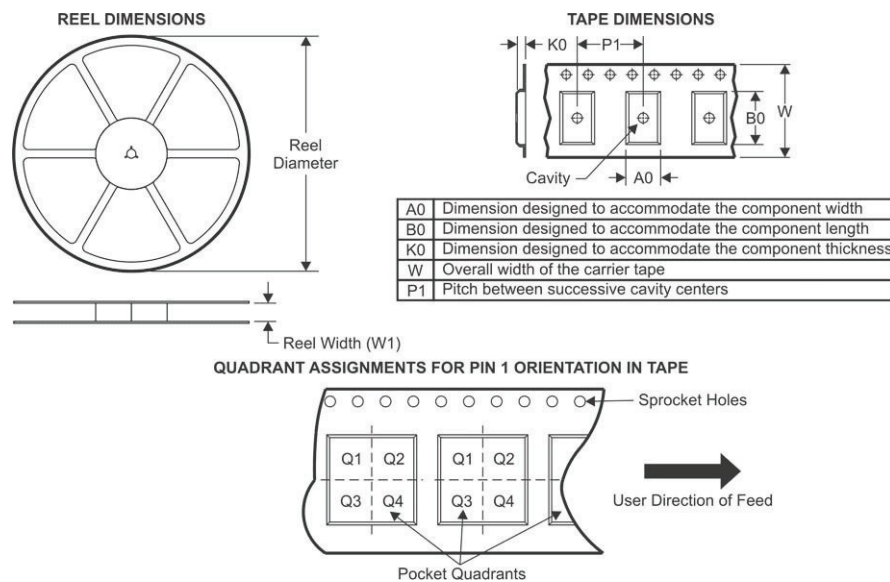 REEL DIMENSIONS
Reel
Diameter
Reel Width (W1)
TAPE DIMENSIONS
K0
P1
B0
W
Cavity
A0
A0 Dimension designed to accommodate the component width
B0 Dimension designed to accommodate the component length
K0 Dimension designed to accommodate the component thickness
W Overall width of the carrier tape
P1 Pitch between successive cavity centers
QUADRANT ASSIGNMENTS FOR PIN 1 ORIENTATION IN TAPE
Sprocket Holes
Q1 Q2 Q1 Q2
Q3 Q4 Q3 Q4
User Direction of Feed
Pocket Quadrants